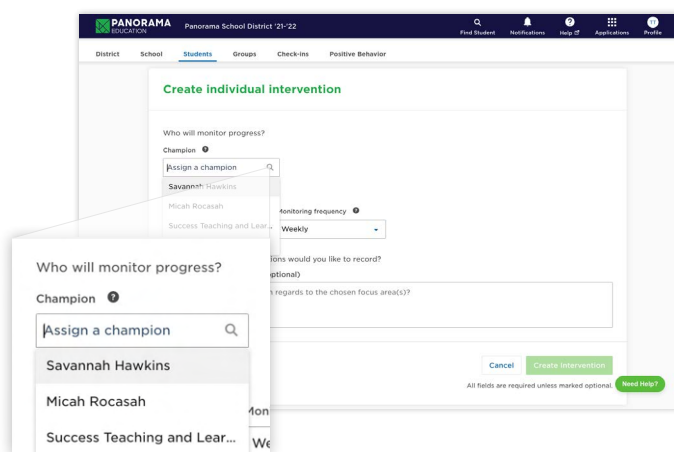 PANORAMA
EDUCATION
Panorama School District '21-'22
Find Student
Notifications
Help
Applications
TT
Profile
District School Students Groups Check-ins Positive Behavior
Create individual intervention
Who will monitor progress?
Champion ?
Assign a champion
Savannah Hawkins
Micah Rocasah
Success Teaching and Lear...
Monitoring frequency ?
Weekly
ions would you like to record?
ptional)
n regards to the chosen focus area(s)?
Cancel Create Intervention
All fields are required unless marked optional.
Need Help?
Who will monitor progress?
Champion ?
Assign a champion
Savannah Hawkins
Micah Rocasah
Success Teaching and Lear...
Mon
We